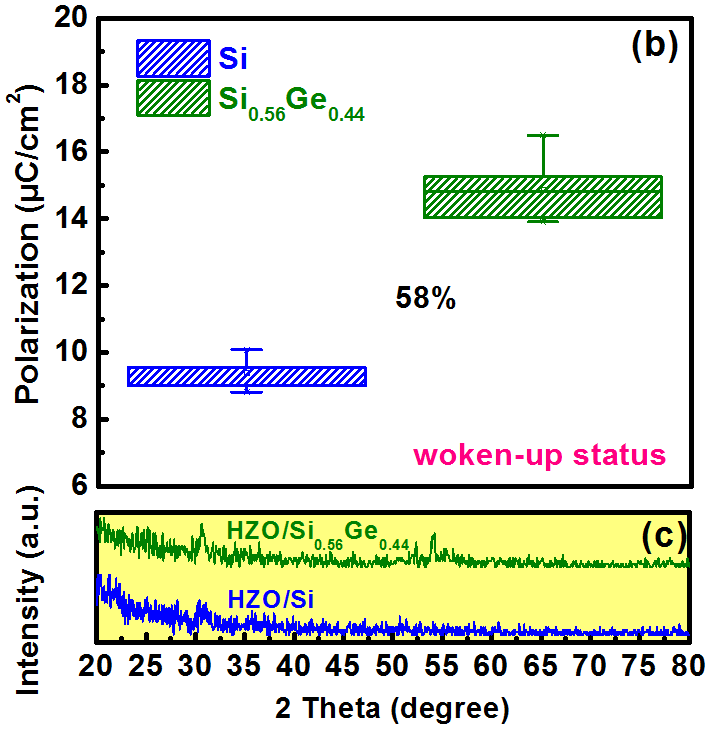 20
18
16
14
12
10
8
6
Polarization (µC/cm2)
(b)
Si
Si0.56Ge0.44
58%
woken-up status
Intensity (a.u.)
(c)
HZO/Si0.56Ge0.44
HZO/Si
20 25 30 35 40 45 50 55 60 65 70 75 80
2 Theta (degree)